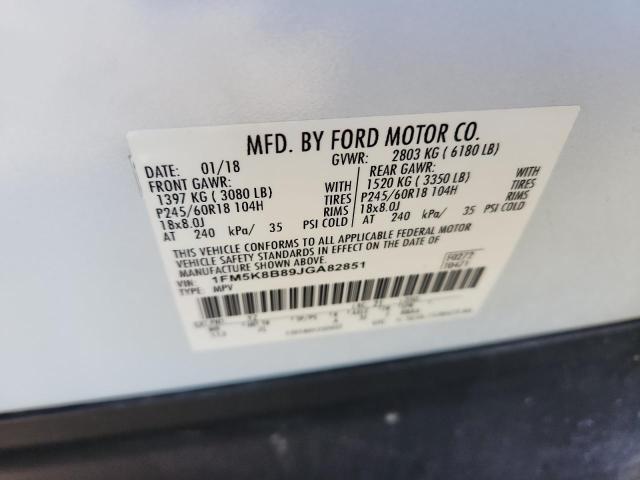 MFD. BY FORD MOTOR CO.
DATE: 01/18 GVWR: 2803 KG ( 6180 LB)
FRONT GAWR: REAR GAWR:
1397 KG ( 3080 LB) WITH 1520 KG ( 3350 LB) WITH
P245/60R18 104H TIRES P245/60R18 104H TIRES
18x8.0J RIMS 18x8.0J RIMS
AT 240 kPa/ 35 PSI COLD AT 240 kPa/ 35 PSI COLD
THIS VEHICLE CONFORMS TO ALL APPLICABLE FEDERAL MOTOR
VEHICLE SAFETY STANDARDS IN EFFECT ON THE DATE OF
MANUFACTURE SHOWN ABOVE.
VIN: 1FM5K8B89JGA82851
TYPE: MPV
F0272
T0471